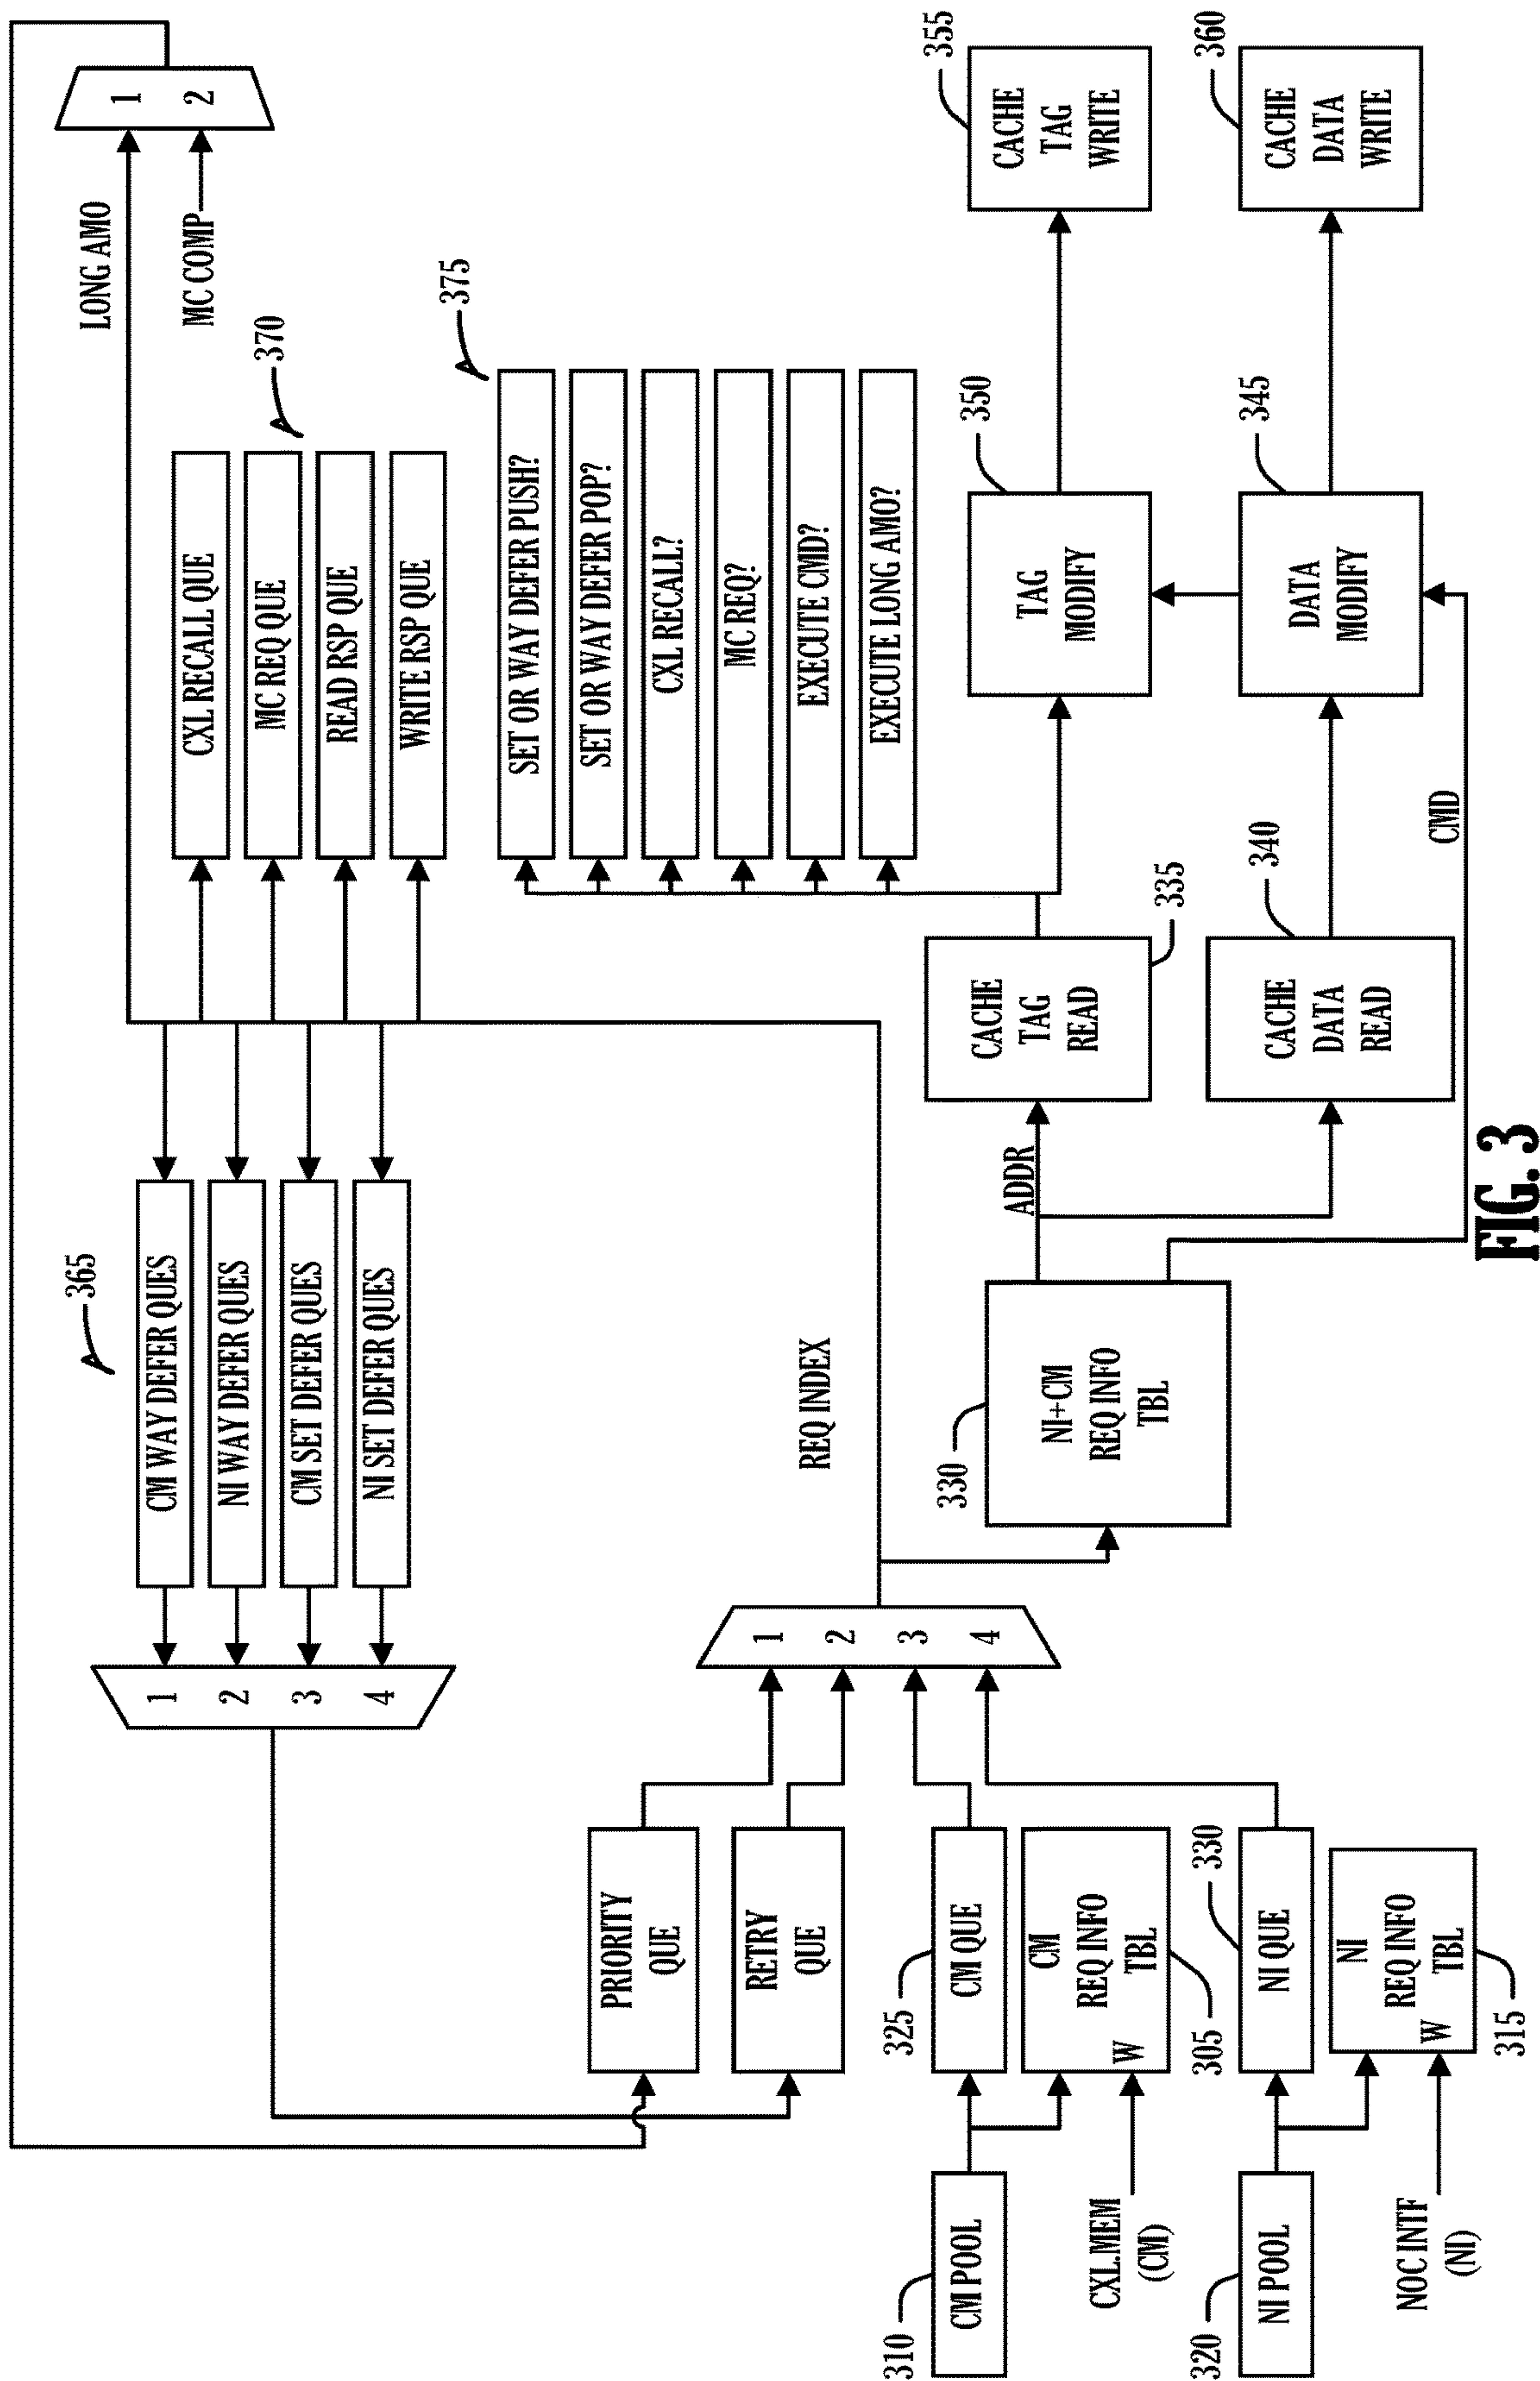 LONG AMO
MC COMP
1
2
370
CXL RECALL QUE
MC REQ QUE
READ RSP QUE
WRITE RSP QUE
375
SET OR WAY DEFER PUSH?
SET OR WAY DEFER POP?
CXL RECALL?
MC REQ?
EXECUTE CMD?
EXECUTE LONG AMO?
365
CM WAY DEFER QUES
NI WAY DEFER QUES
CM SET DEFER QUES
NI SET DEFER QUES
1
2
3
4
PRIORITY
QUE
RETRY
QUE
325
CM QUE
CM
REQ INFO
TBL
W
305
330
NI QUE
NI
REQ INFO
TBL
W
315
310
CM POOL
CXL.MEM
(CM)
320
NI POOL
NOC INTF
(NI)
1
2
3
4
REQ INDEX
330
NI+CM
REQ INFO
TBL
ADDR
CACHE
TAG
READ
335
CACHE
DATA
READ
340
CMD
TAG
MODIFY
350
DATA
MODIFY
345
CACHE
TAG
WRITE
355
CACHE
DATA
WRITE
360
FIG. 3